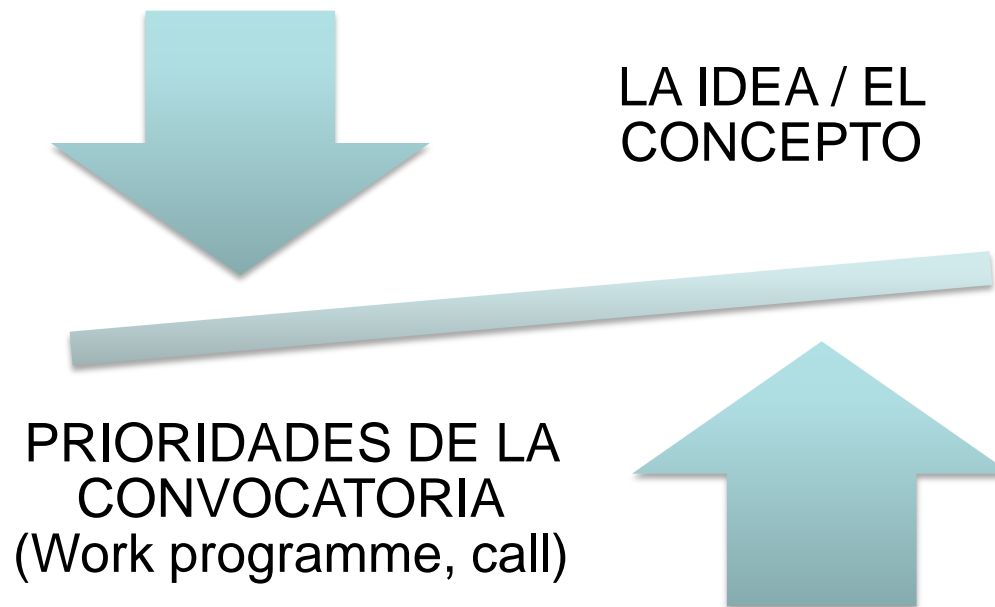 LA IDEA / EL
CONCEPTO
PRIORIDADES DE LA
CONVOCATORIA
(Work programme, call)